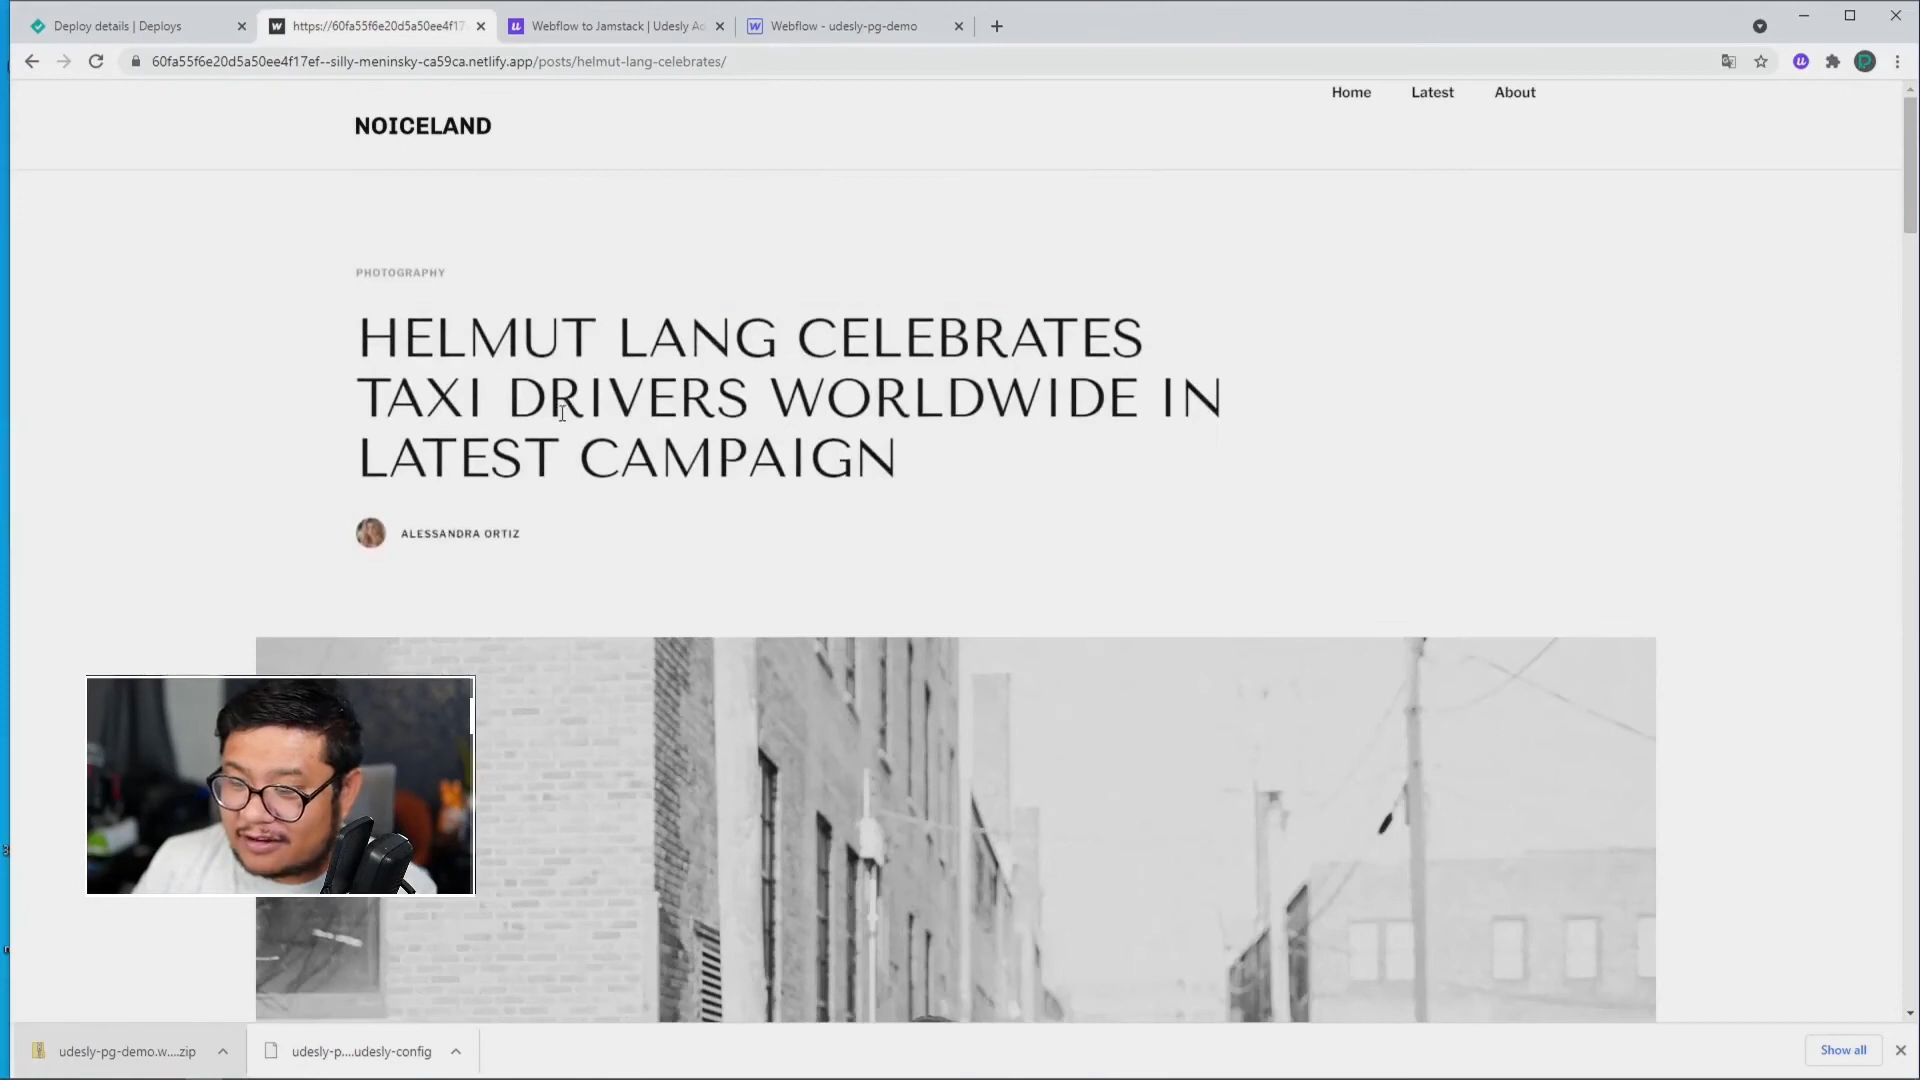 Deploy details | Deploys
https://60fa55f6e20d5a50ee4f17
Webflow to Jamstack | Udesly Ad
Webflow - udesly-pg-demo
60fa55f6e20d5a50ee4f17ef--silly-meninsky-ca59ca.netlify.app/posts/helmut-lang-celebrates/
Home Latest About
NOICELAND
PHOTOGRAPHY
HELMUT LANG CELEBRATES
TAXI DRIVERS WORLDWIDE IN
LATEST CAMPAIGN
ALESSANDRA ORTIZ
udesly-pg-demo.w....zip
udesly-p....udesly-config
Show all